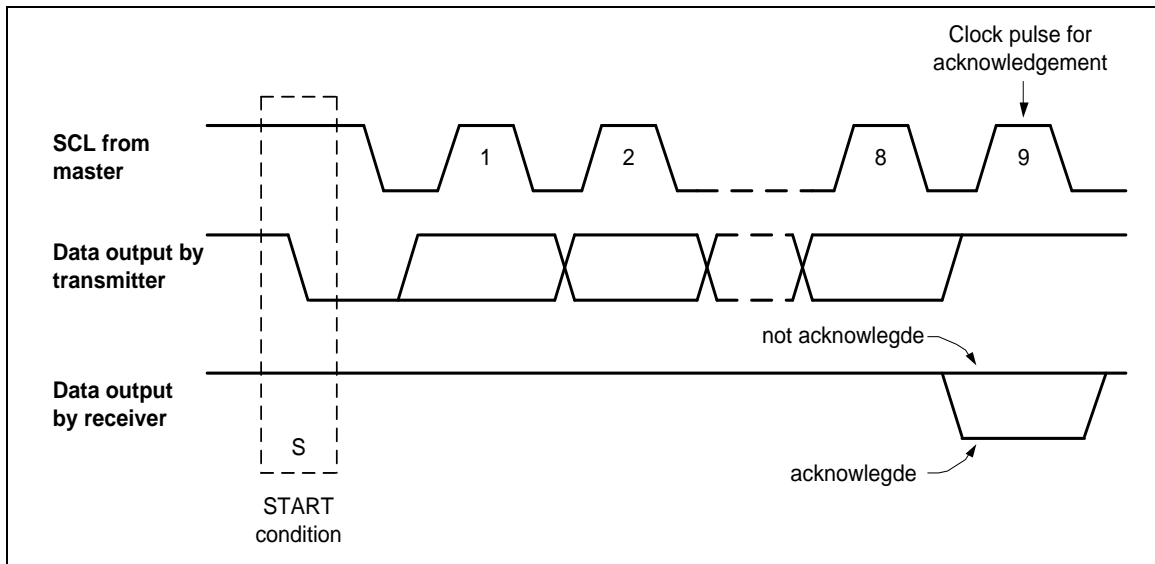 Clock pulse for
acknowledgement
SCL from
master
1
2
8
9
Data output by
transmitter
not acknowlegde
Data output
by receiver
S
acknowlegde
START
condition